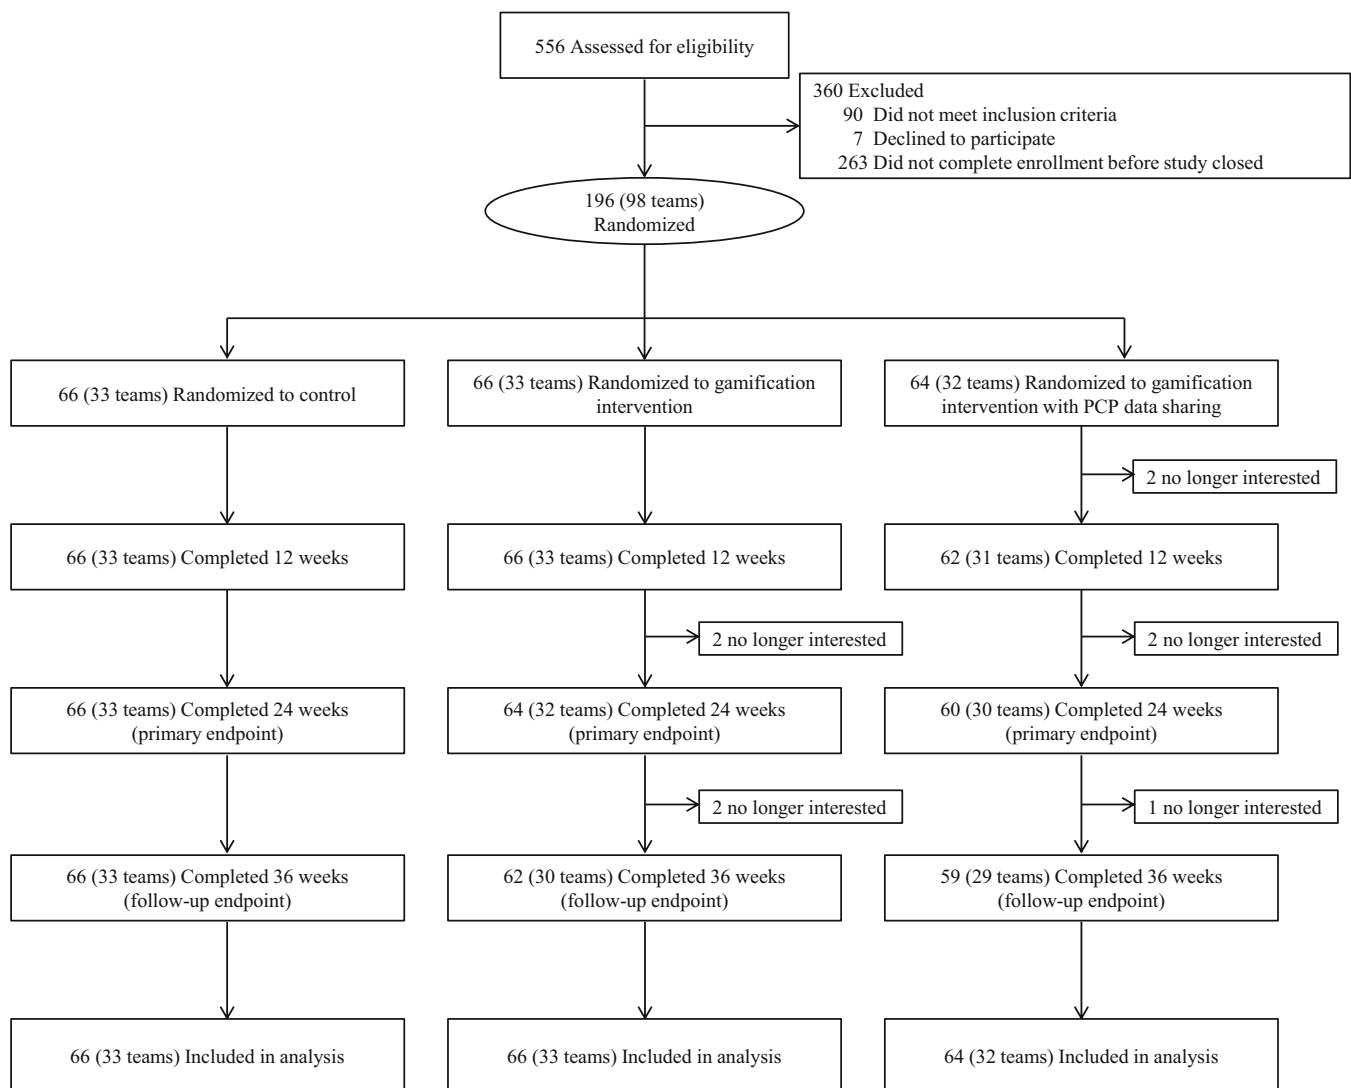 556 Assessed for eligibility
360 Excluded
90 Did not meet inclusion criteria
7 Declined to participate
263 Did not complete enrollment before study closed
196 (98 teams)
Randomized
66 (33 teams) Randomized to control
66 (33 teams) Randomized to gamification
intervention
64 (32 teams) Randomized to gamification
intervention with PCP data sharing
2 no longer interested
66 (33 teams) Completed 12 weeks
66 (33 teams) Completed 12 weeks
62 (31 teams) Completed 12 weeks
2 no longer interested
2 no longer interested
66 (33 teams) Completed 24 weeks
(primary endpoint)
64 (32 teams) Completed 24 weeks
(primary endpoint)
60 (30 teams) Completed 24 weeks
(primary endpoint)
2 no longer interested
1 no longer interested
66 (33 teams) Completed 36 weeks
(follow-up endpoint)
62 (30 teams) Completed 36 weeks
(follow-up endpoint)
59 (29 teams) Completed 36 weeks
(follow-up endpoint)
66 (33 teams) Included in analysis
66 (33 teams) Included in analysis
64 (32 teams) Included in analysis